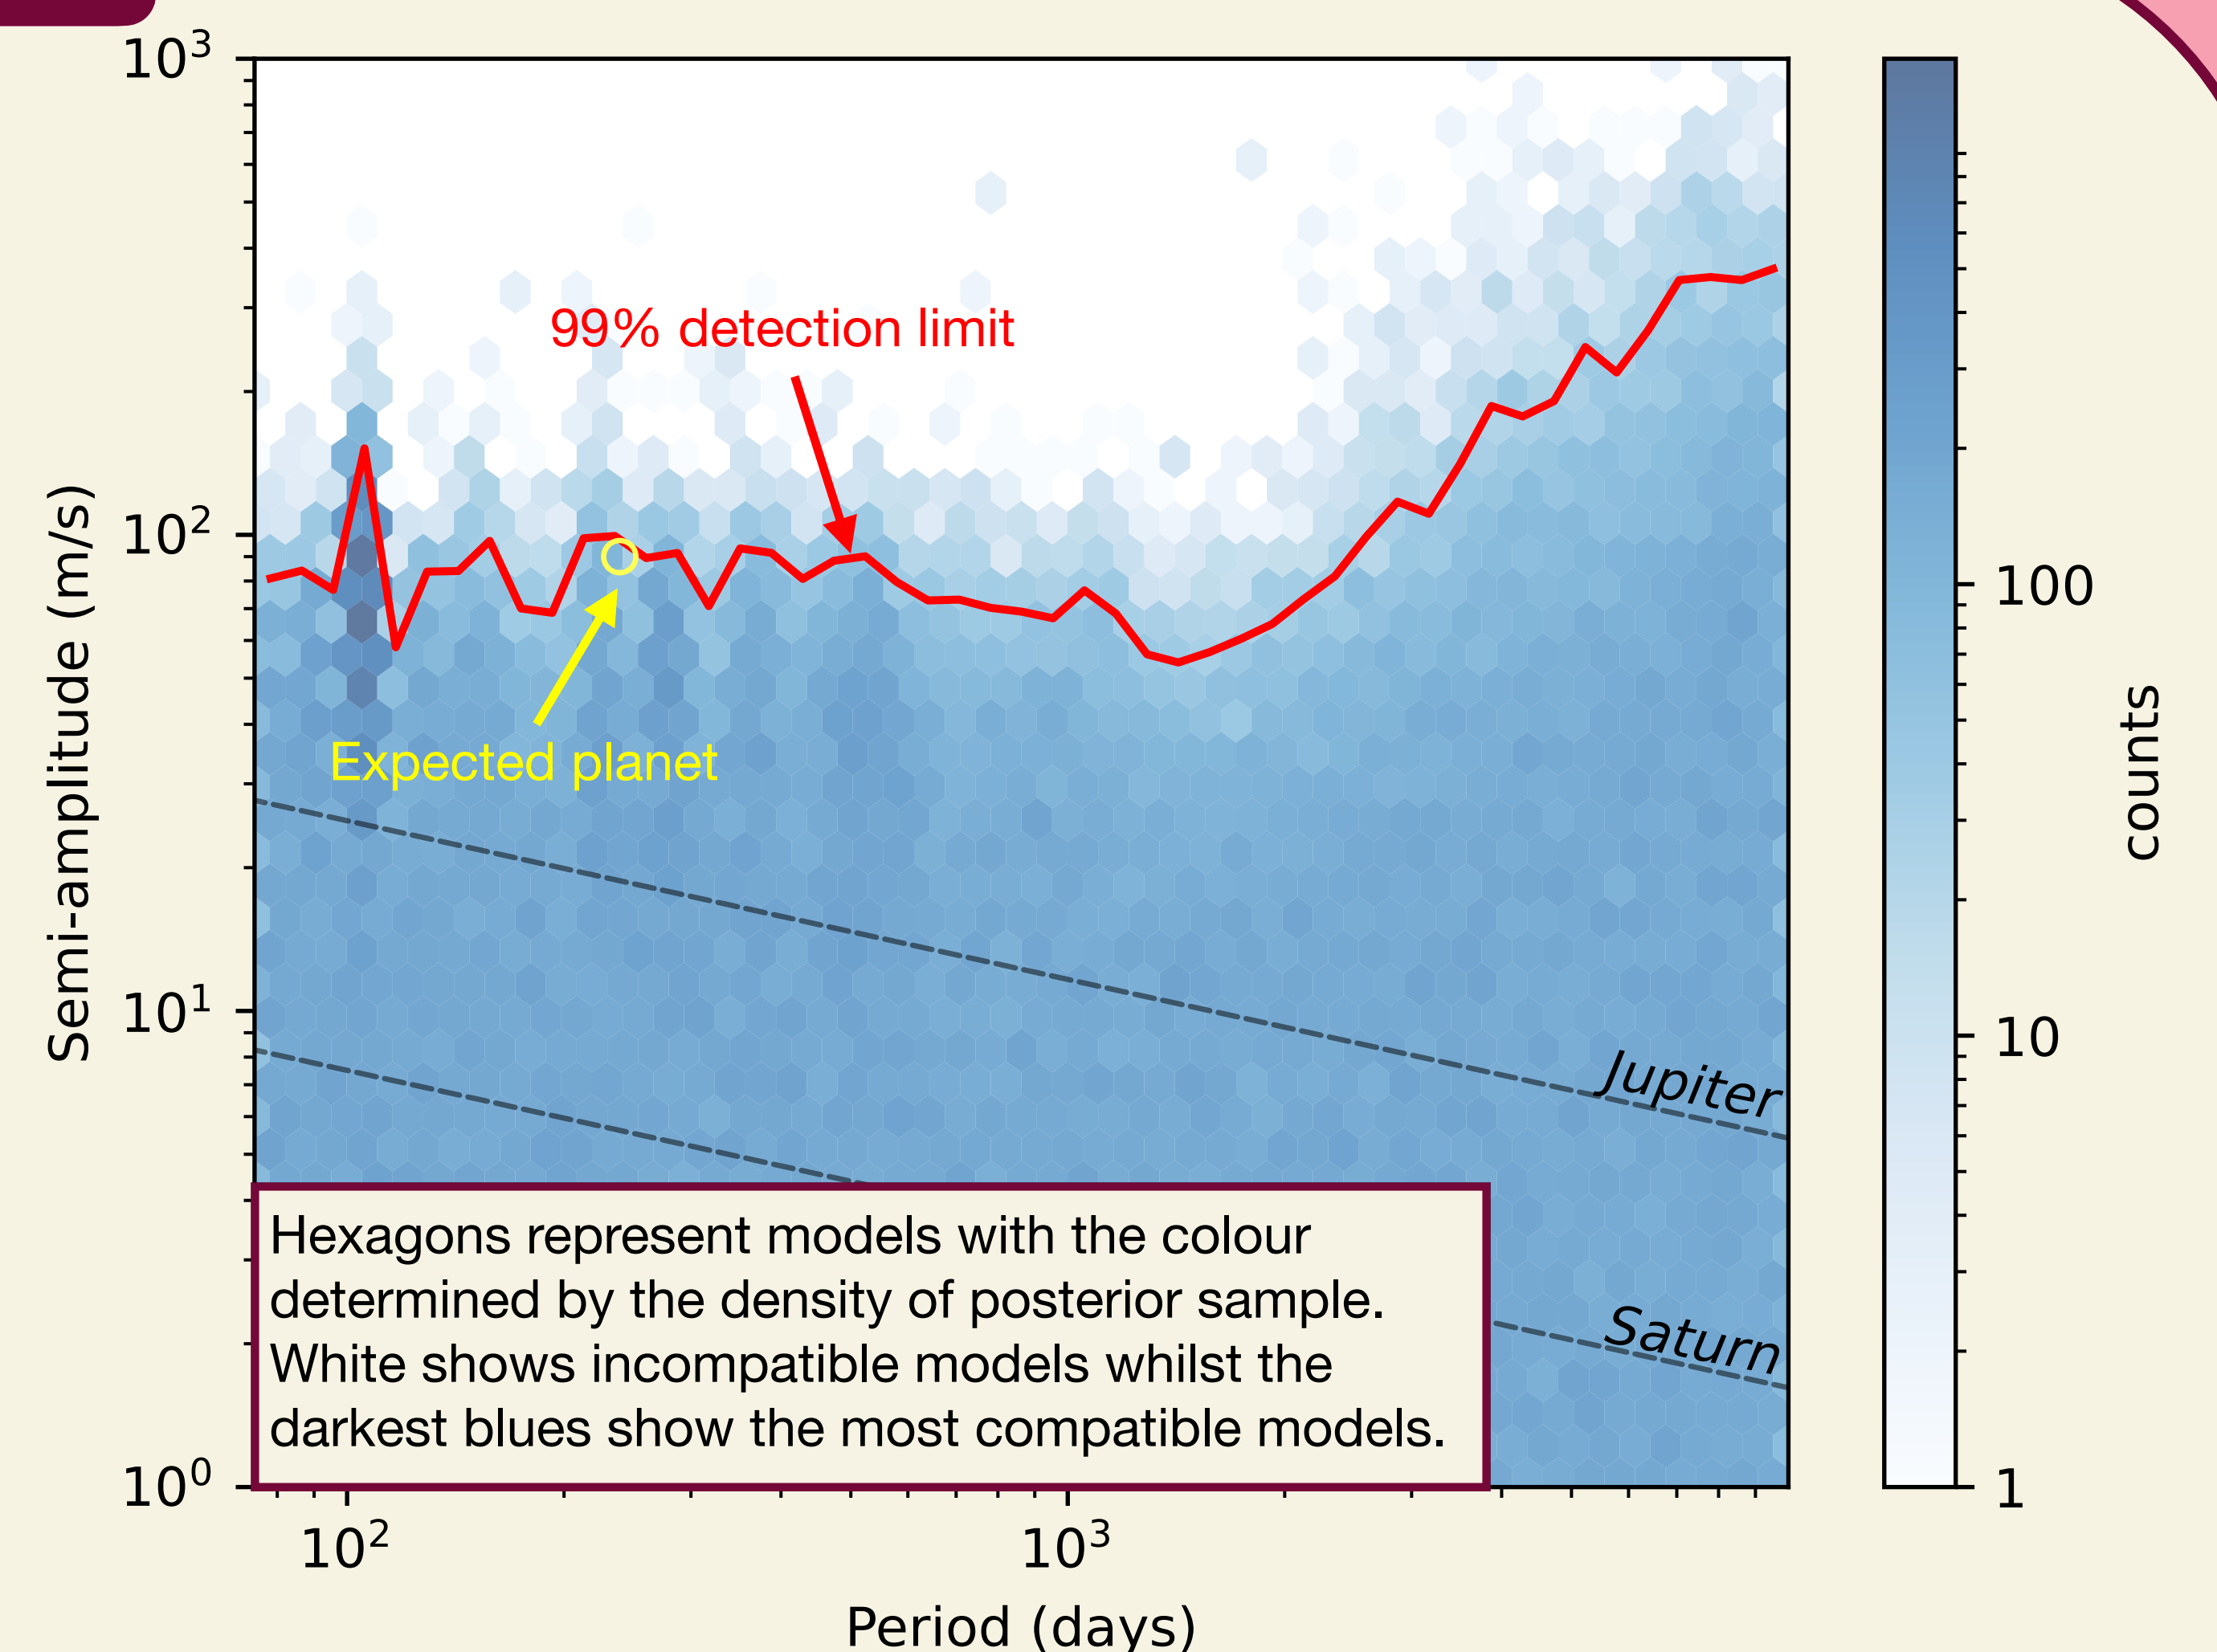 10³
99% detection limit
10²
100
Semi-amplitude (m/s)
counts
Expected planet
10¹
10
Jupiter
Hexagons represent models with the colour
determined by the density of posterior sample.
White shows incompatible models whilst the
darkest blues show the most compatible models.
Saturn
10⁰
1
10²
10³
Period (days)